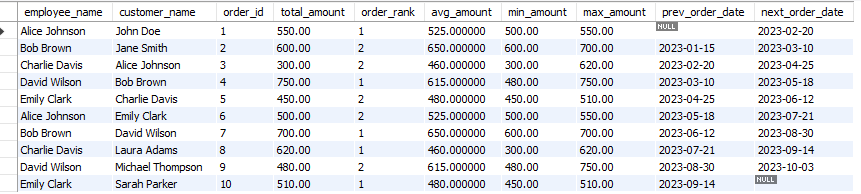 employee_name customer_name order_id total_amount order_rank avg_amount min_amount max_amount prev_order_date next_order_date
Alice Johnson John Doe 1 550.00 1 525.000000 500.00 550.00 NULL 2023-02-20
Bob Brown Jane Smith 2 600.00 2 650.000000 600.00 700.00 2023-01-15 2023-03-10
Charlie Davis Alice Johnson 3 300.00 2 460.000000 300.00 620.00 2023-02-20 2023-04-25
David Wilson Bob Brown 4 750.00 1 615.000000 480.00 750.00 2023-03-10 2023-05-18
Emily Clark Charlie Davis 5 450.00 2 480.000000 450.00 510.00 2023-04-25 2023-06-12
Alice Johnson Emily Clark 6 500.00 2 525.000000 500.00 550.00 2023-05-18 2023-07-21
Bob Brown David Wilson 7 700.00 1 650.000000 600.00 700.00 2023-06-12 2023-08-30
Charlie Davis Laura Adams 8 620.00 1 460.000000 300.00 620.00 2023-07-21 2023-09-14
David Wilson Michael Thompson 9 480.00 2 615.000000 480.00 750.00 2023-08-30 2023-10-03
Emily Clark Sarah Parker 10 510.00 1 480.000000 450.00 510.00 2023-09-14 NULL